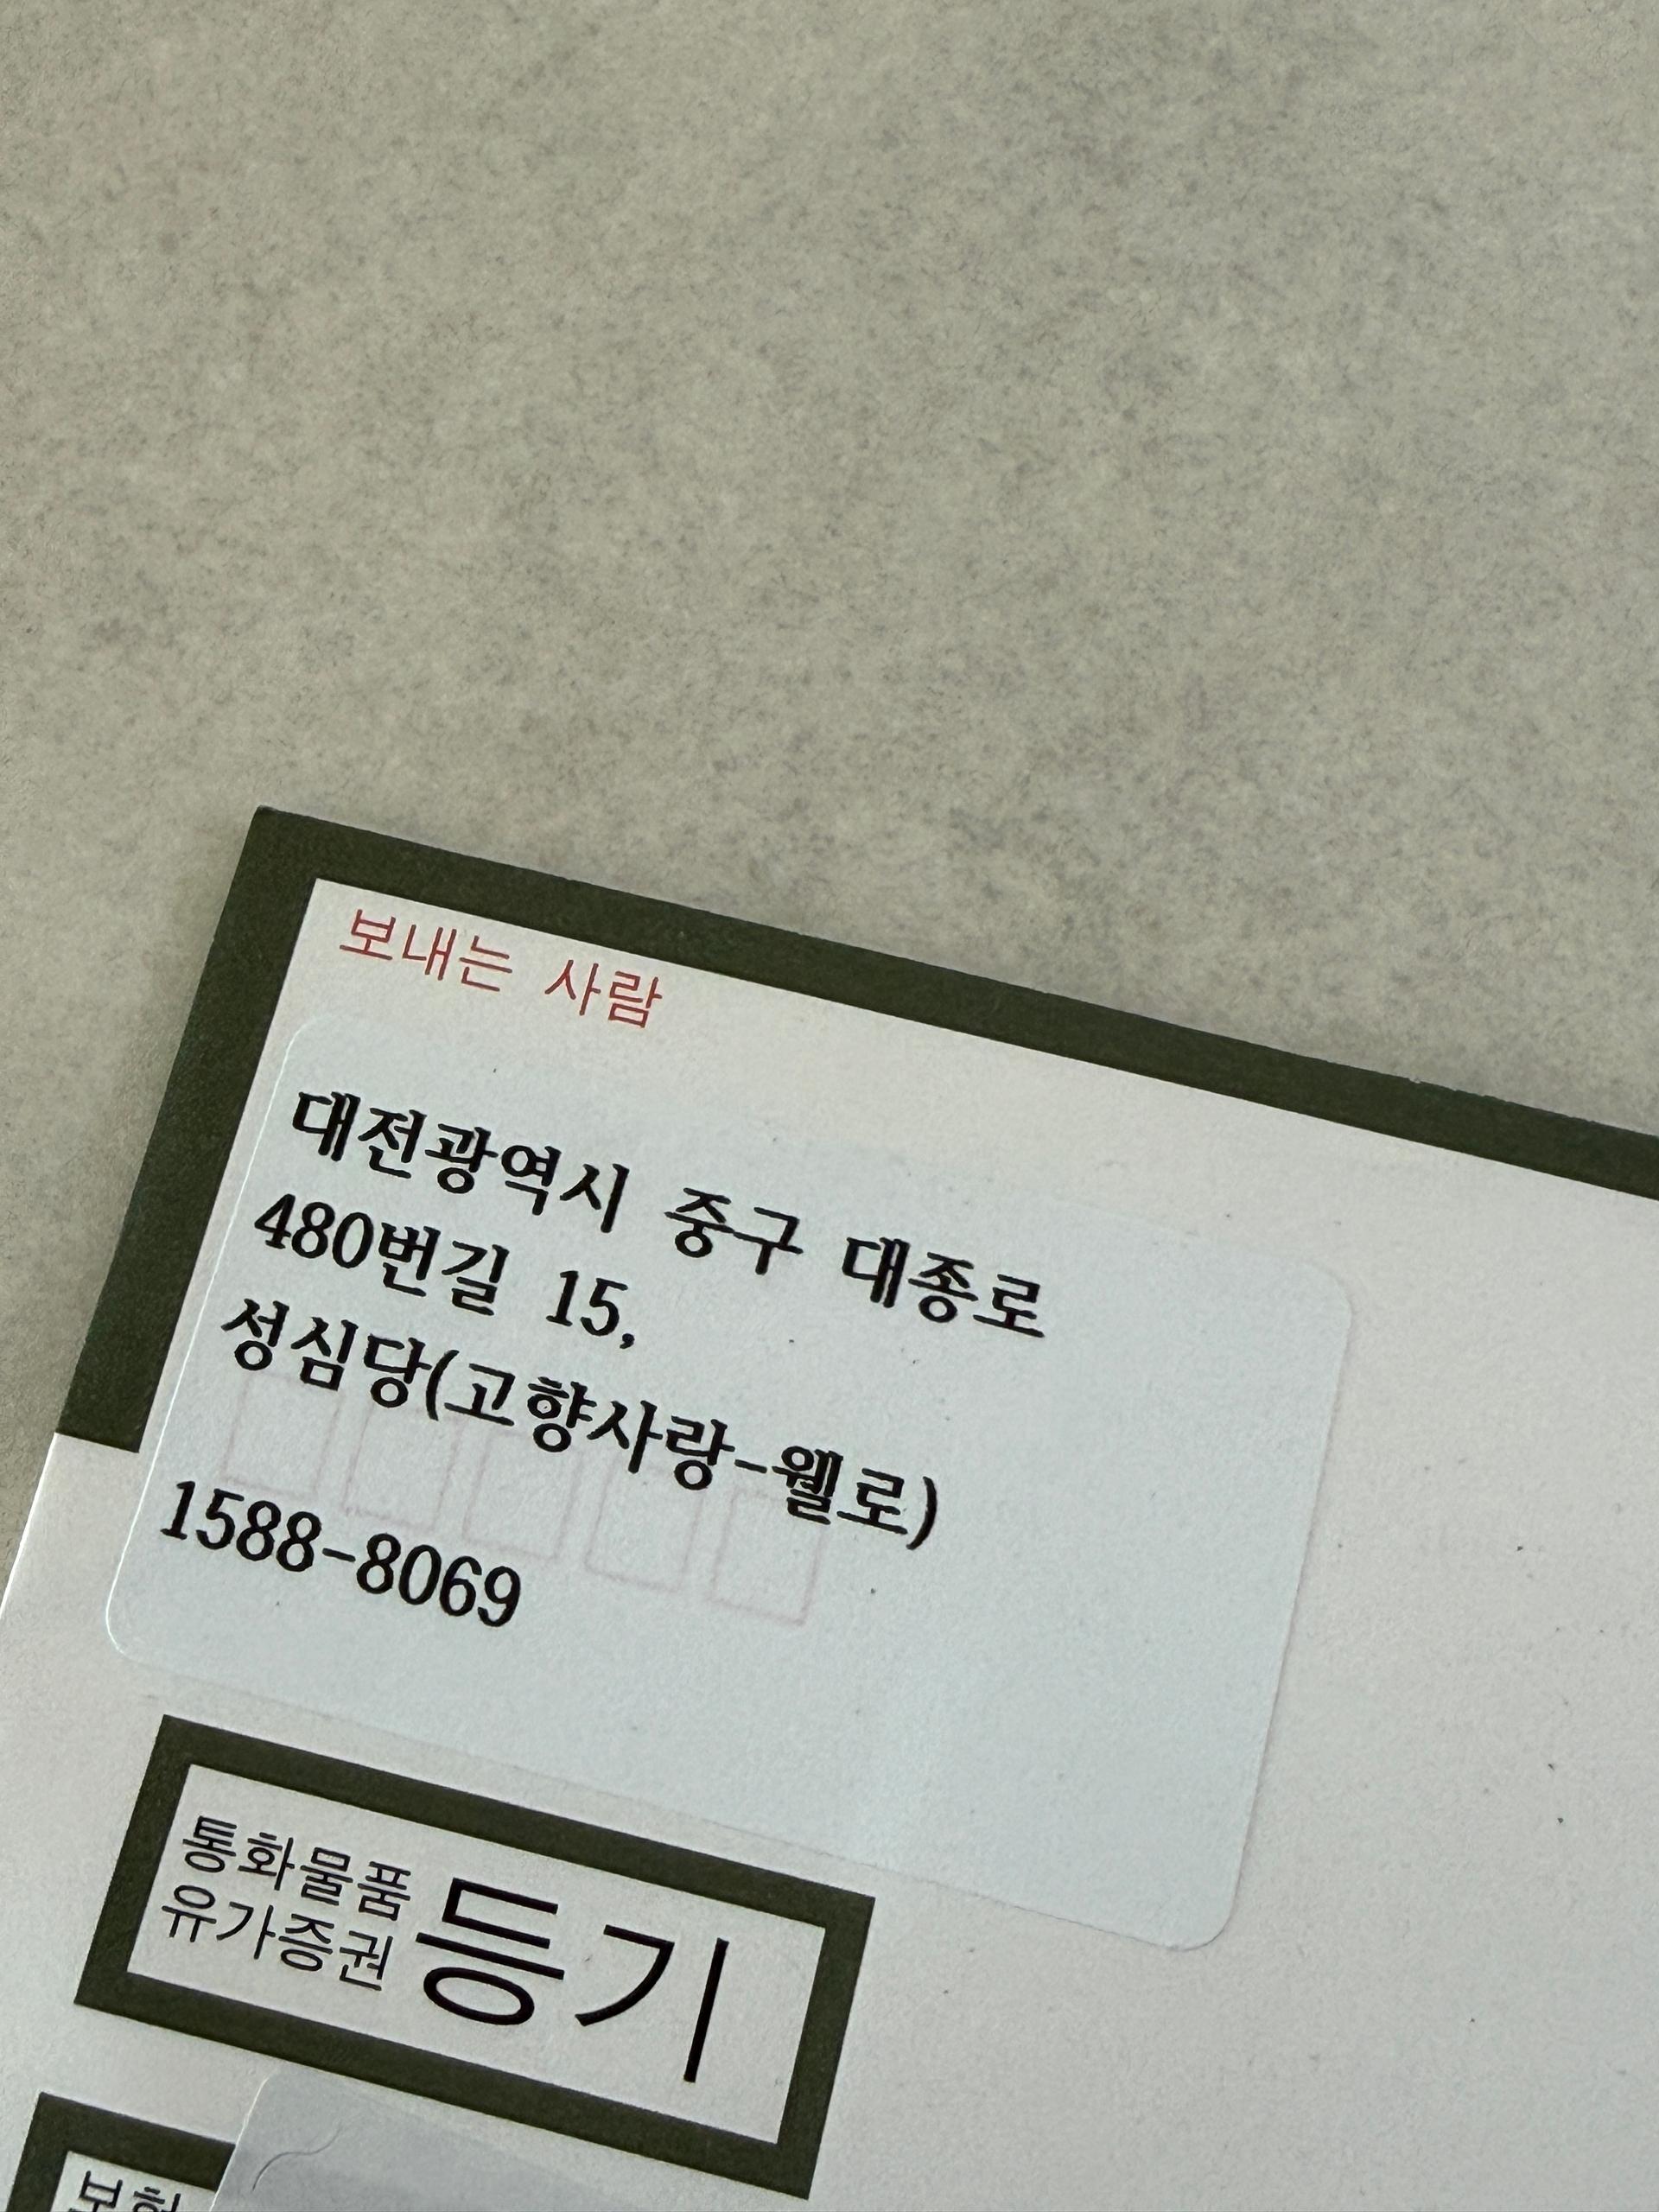 보내는 사람
대전광역시 중구 대종로
480번길 15,
성심당(고향사랑-웰로)
1588-8069
통화물품
유가증권
등기
보험